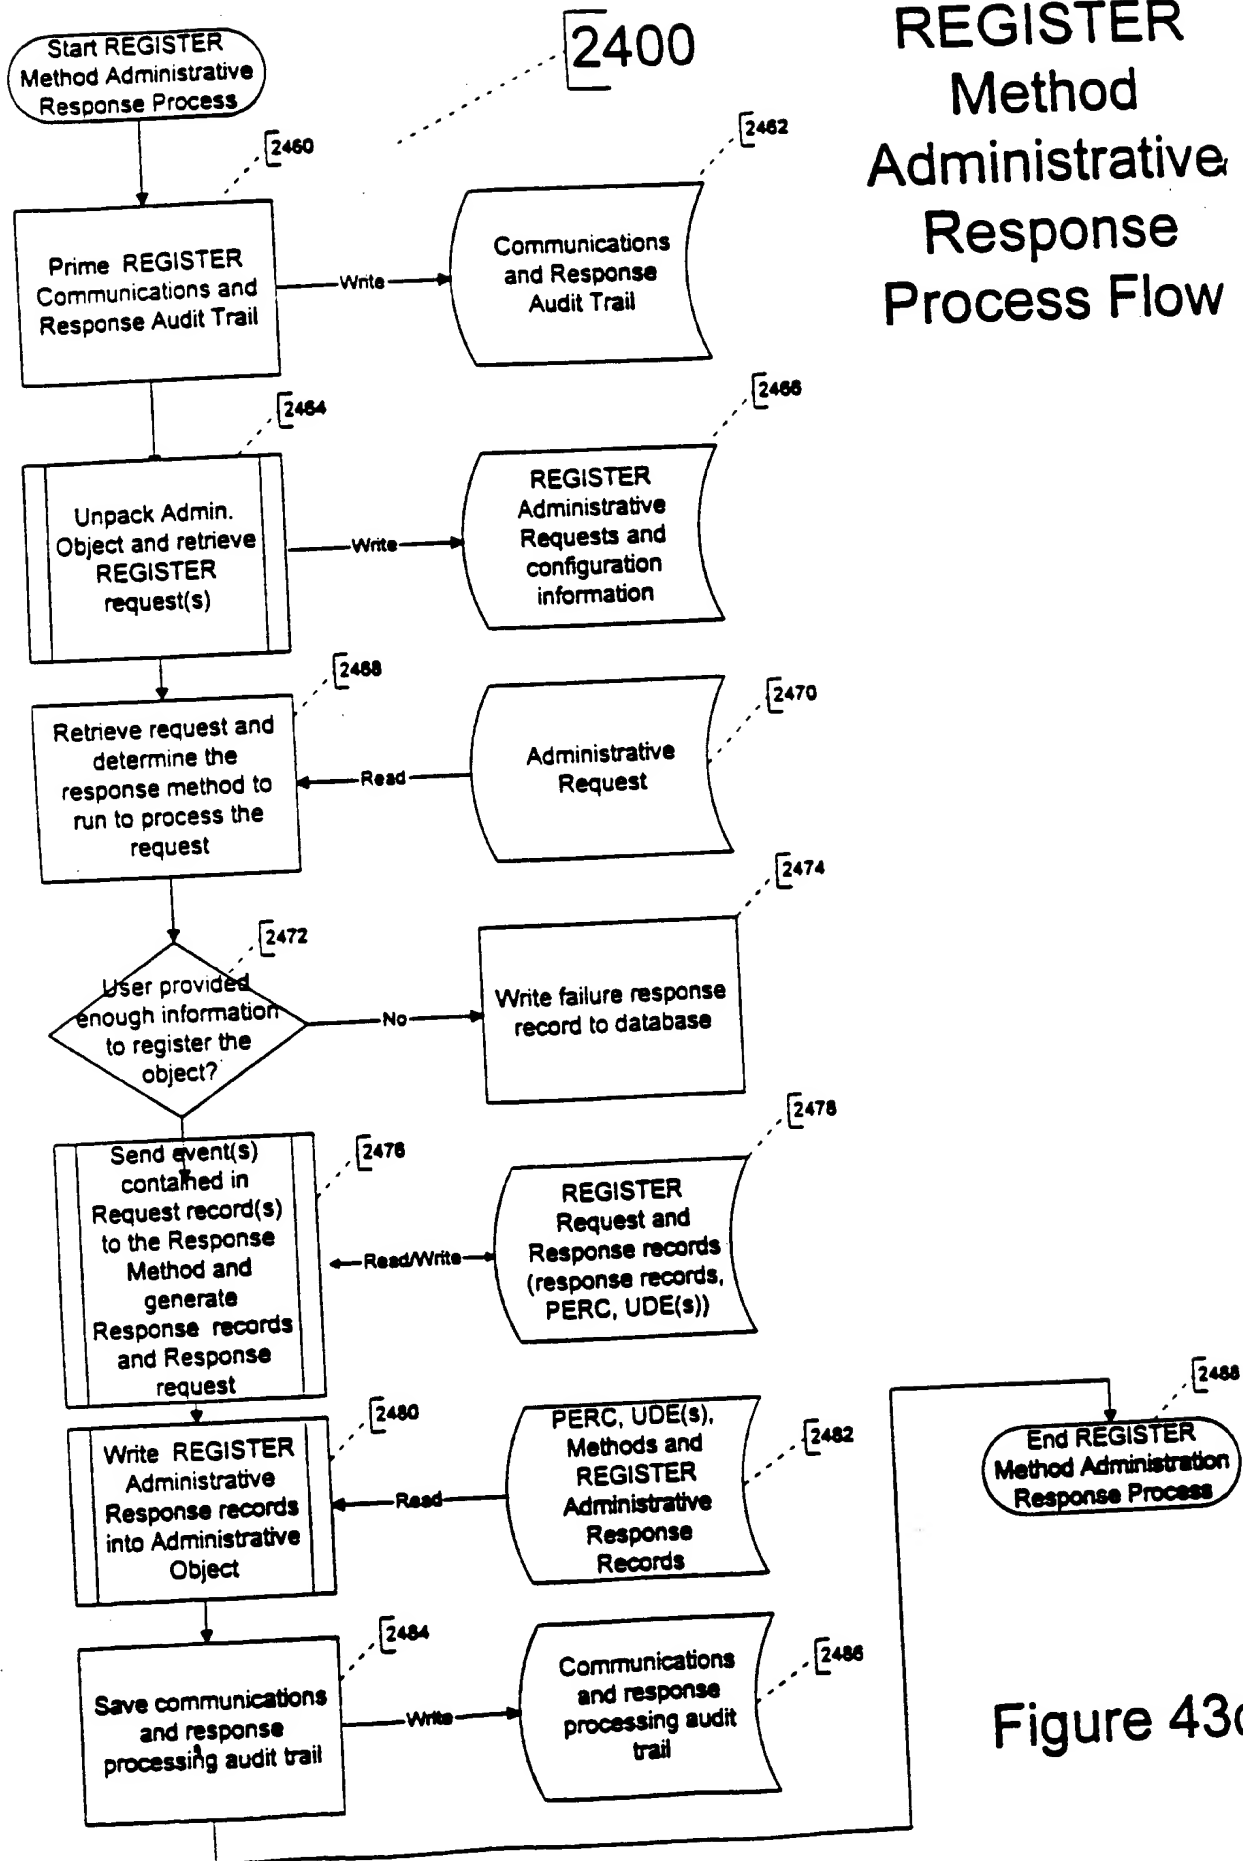 Start REGISTER
Method Administrative
Response Process
2400
REGISTER
Method
Administrative
Response
Process Flow
2460
Prime REGISTER
Communications and
Response Audit Trail
Write
2462
Communications
and Response
Audit Trail
2464
Unpack Admin.
Object and retrieve
REGISTER
request(s)
Write
2466
REGISTER
Administrative
Requests and
configuration
information
2468
Retrieve request and
determine the
response method to
run to process the
request
Read
2470
Administrative
Request
2472
User provided
enough information
to register the
object?
No
2474
Write failure response
record to database
2476
Send event(s)
contained in
Request record(s)
to the Response
Method and
generate
Response records
and Response
request
Read/Write
2478
REGISTER
Request and
Response records
(response records,
PERC, UDE(s))
2480
Write REGISTER
Administrative
Response records
into Administrative
Object
Read
2482
PERC, UDE(s),
Methods and
REGISTER
Administrative
Response
Records
2484
Save communications
and response
processing audit trail
Write
2486
Communications
and response
processing audit
trail
2488
End REGISTER
Method Administration
Response Process
Figure 43